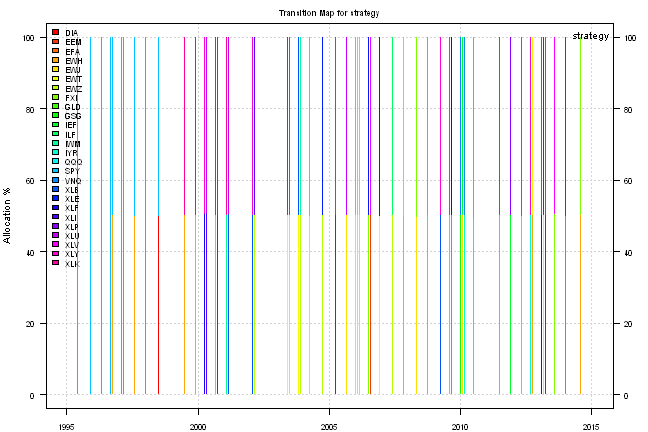 Transition Map for strategy
strategy
DIA
EEM
EFA
EWH
EWJ
EWT
EWZ
FXI
GLD
GSG
IEF
ILF
IWM
IYR
QQQ
SPY
VNQ
XLB
XLE
XLF
XLI
XLP
XLU
XLV
XLY
XLK
Allocation %
100
80
60
40
20
0
100
80
60
40
20
0
1995
2000
2005
2010
2015